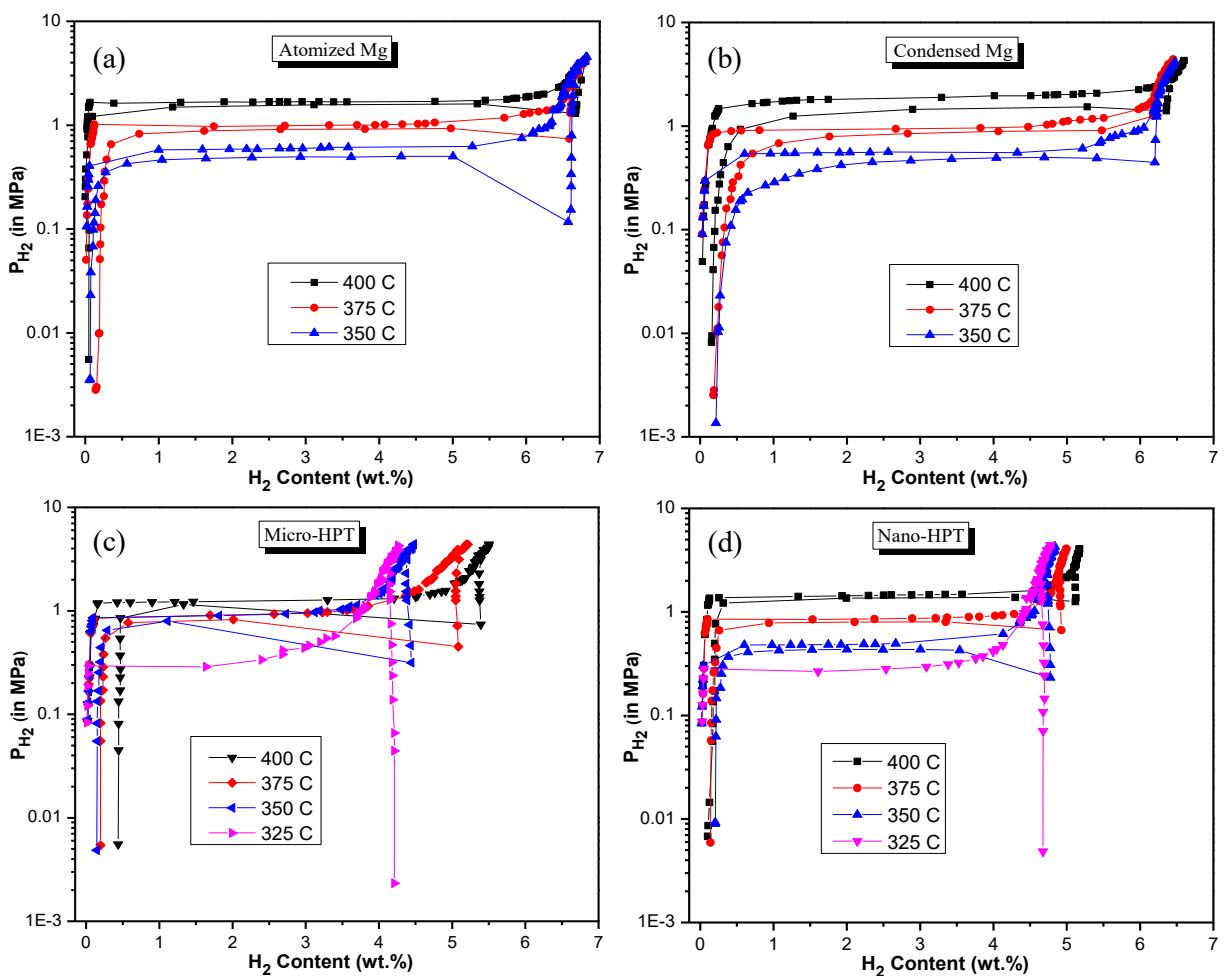 (a)
Atomized Mg
10
1
0.1
0.01
1E-3
P_H2 (in MPa)
400 C
375 C
350 C
0 1 2 3 4 5 6 7
H2 Content (wt.%)
(b)
Condensed Mg
10
1
0.1
0.01
1E-3
P_H2 (in MPa)
400 C
375 C
350 C
0 1 2 3 4 5 6 7
H2 Content (wt.%)
(c)
Micro-HPT
10
1
0.1
0.01
1E-3
P_H2 (in MPa)
400 C
375 C
350 C
325 C
0 1 2 3 4 5 6 7
H2 Content (wt.%)
(d)
Nano-HPT
10
1
0.1
0.01
1E-3
P_H2 (in MPa)
400 C
375 C
350 C
325 C
0 1 2 3 4 5 6 7
H2 Content (wt.%)